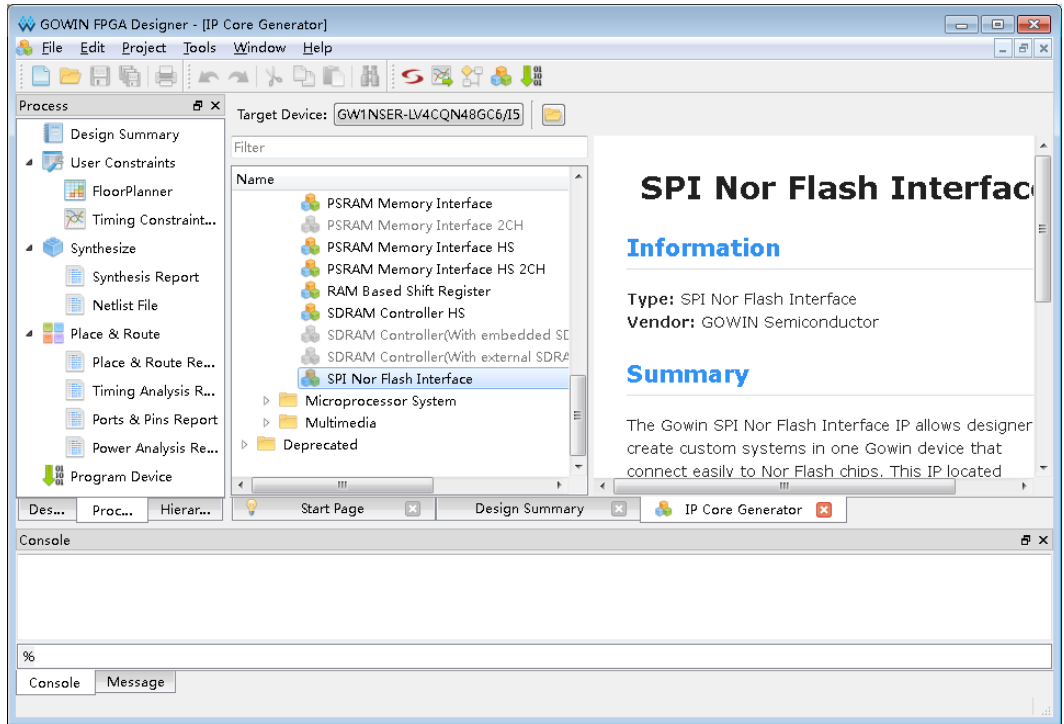 GOWIN FPGA Designer - [IP Core Generator]
File Edit Project Tools Window Help
Process
Target Device: GW1NSER-LV4CQN48GC6/I5
Design Summary
User Constraints
FloorPlanner
Timing Constraint...
Synthesize
Synthesis Report
Netlist File
Place & Route
Place & Route Re...
Timing Analysis R...
Ports & Pins Report
Power Analysis Re...
Program Device
Des... Proc... Hierar...
Filter
Name
PSRAM Memory Interface
PSRAM Memory Interface 2CH
PSRAM Memory Interface HS
PSRAM Memory Interface HS 2CH
RAM Based Shift Register
SDRAM Controller HS
SDRAM Controller(With embedded SD
SDRAM Controller(With external SDRA
SPI Nor Flash Interface
Microprocessor System
Multimedia
Deprecated
SPI Nor Flash Interfac
Information
Type: SPI Nor Flash Interface
Vendor: GOWIN Semiconductor
Summary
The Gowin SPI Nor Flash Interface IP allows designer
create custom systems in one Gowin device that
connect easily to Nor Flash chips. This IP located
Start Page Design Summary IP Core Generator
Console
%
Console Message